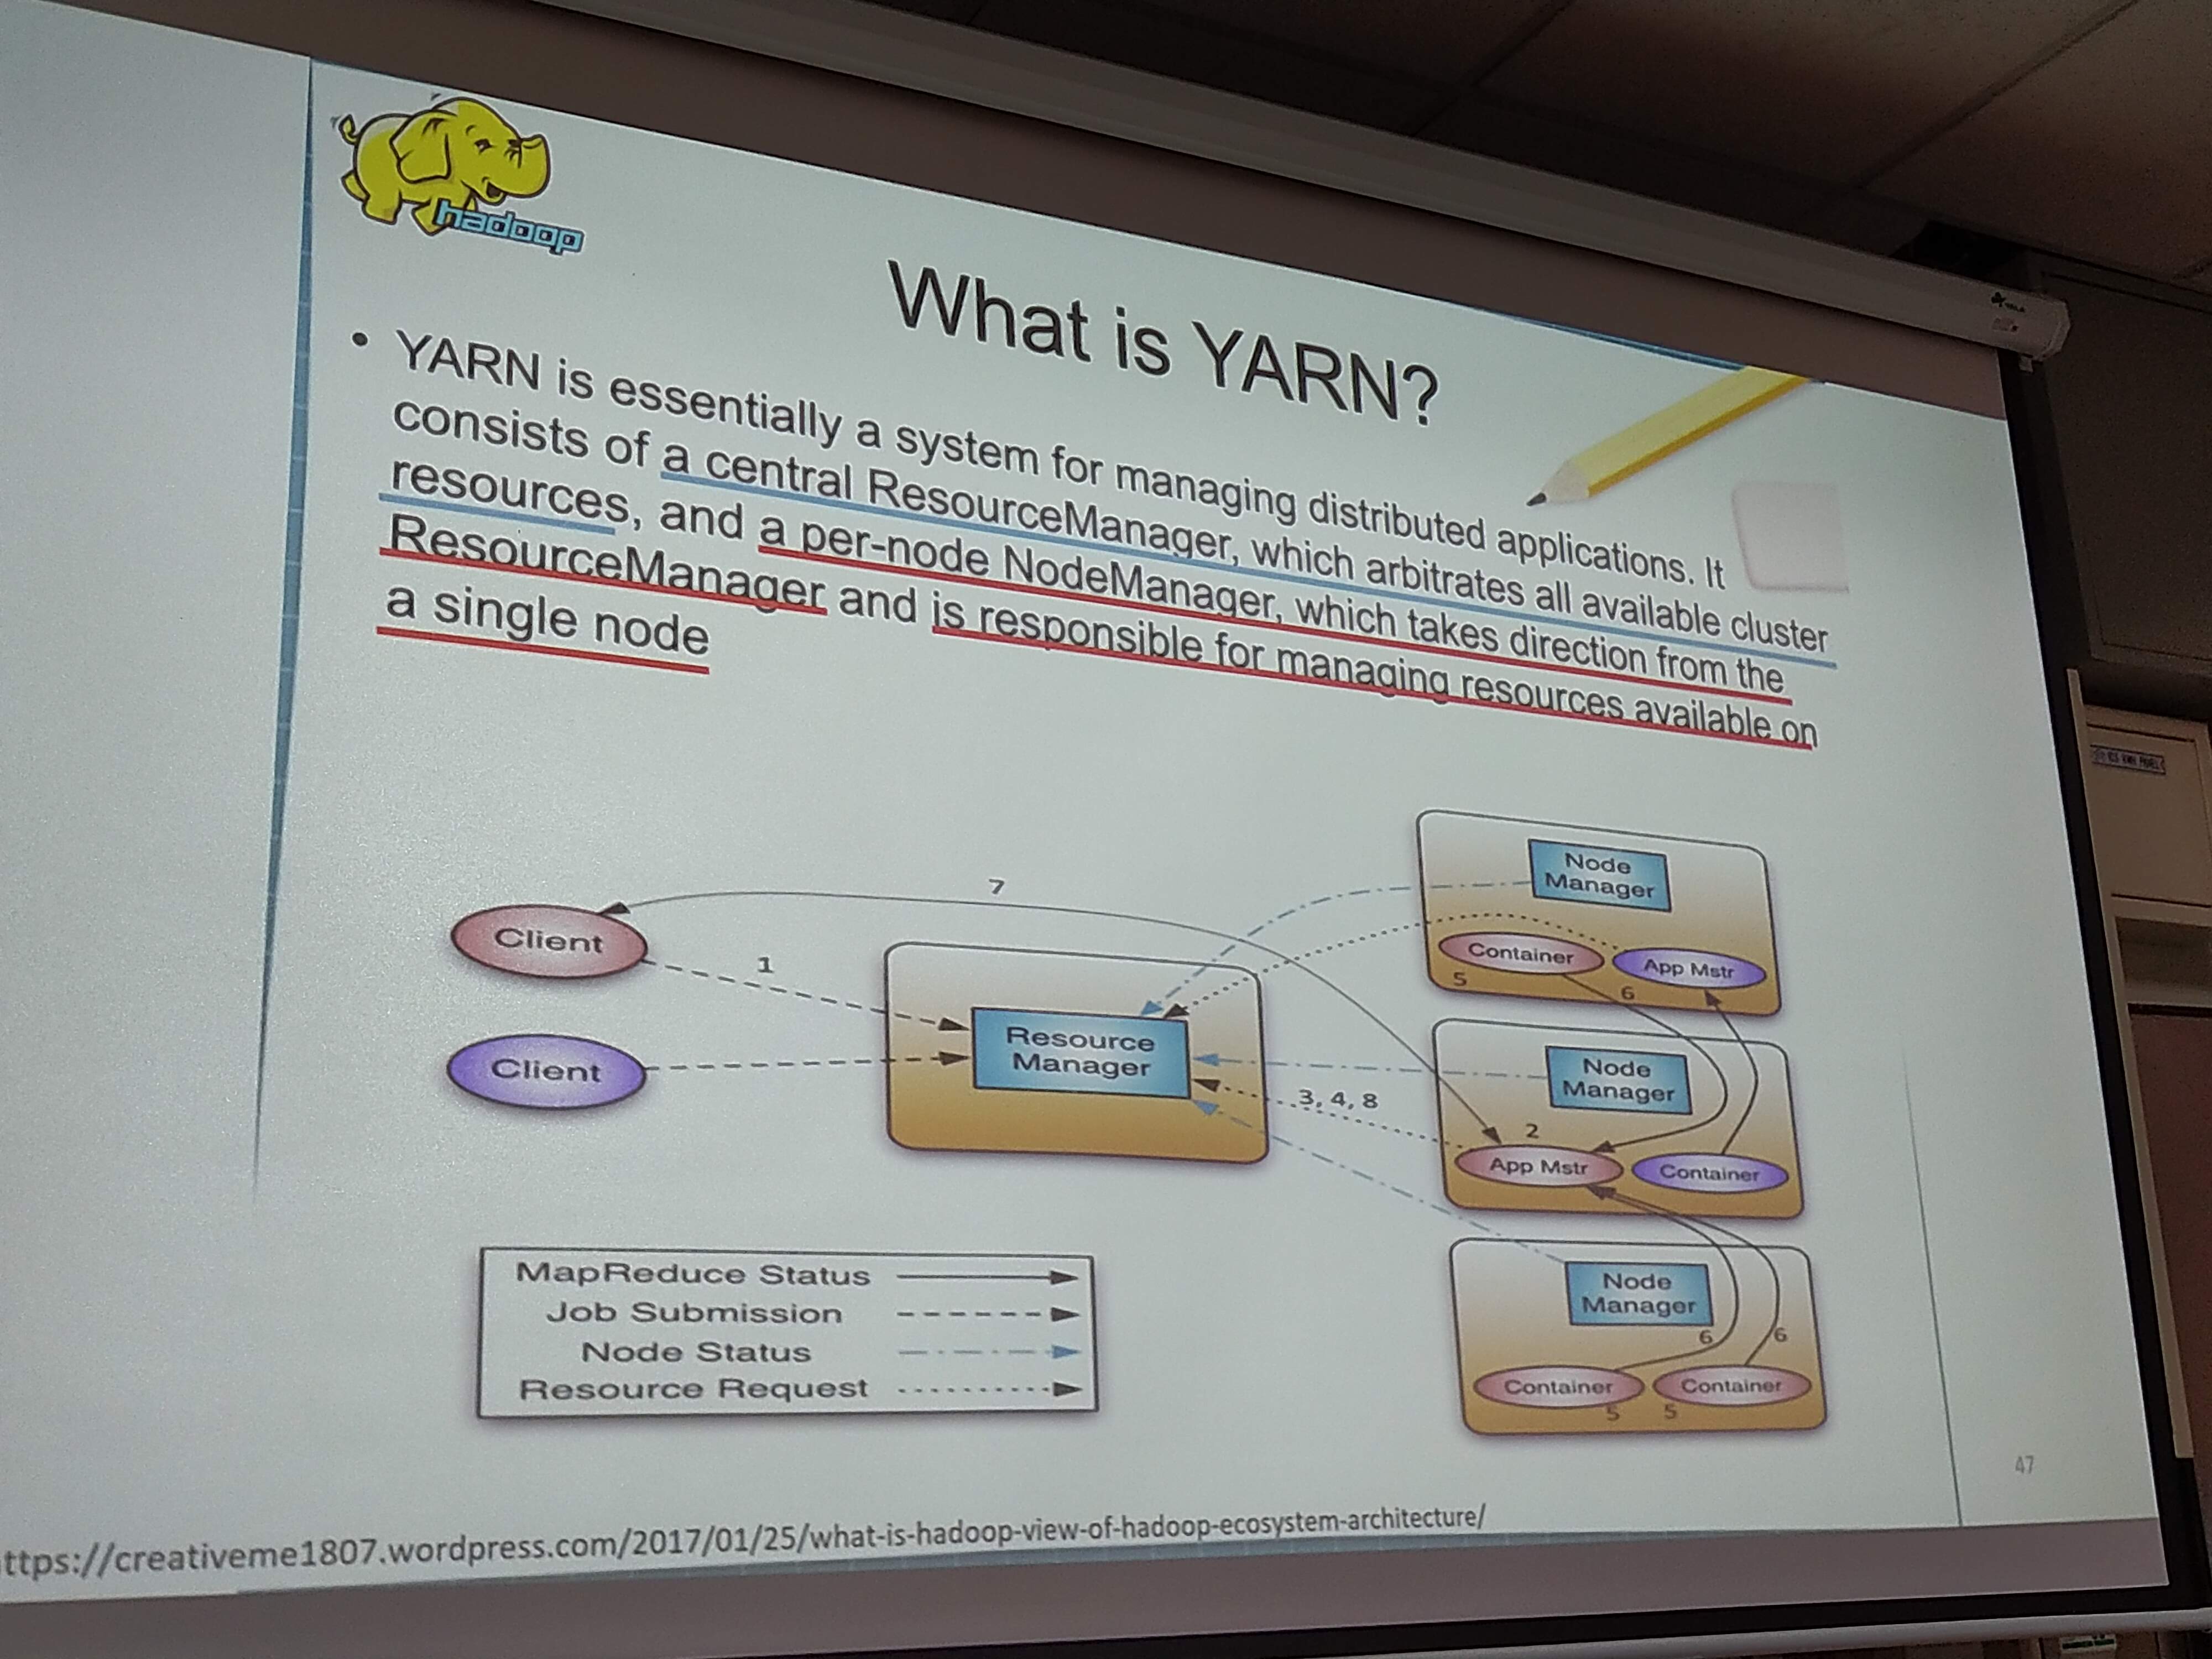 hadoop
What is YARN?
• YARN is essentially a system for managing distributed applications. It
consists of a central ResourceManager, which arbitrates all available cluster
resources, and a per-node NodeManager, which takes direction from the
ResourceManager and is responsible for managing resources available on
a single node
Node
Manager
7
Client
Container
App Mstr
1
5
6
Resource
Manager
Client
Node
Manager
3, 4, 8
2
App Mstr
Container
MapReduce Status
Job Submission
Node Status
Resource Request
Node
Manager
6
6
Container
Container
5
5
47
ttps://creativeme1807.wordpress.com/2017/01/25/what-is-hadoop-view-of-hadoop-ecosystem-architecture/